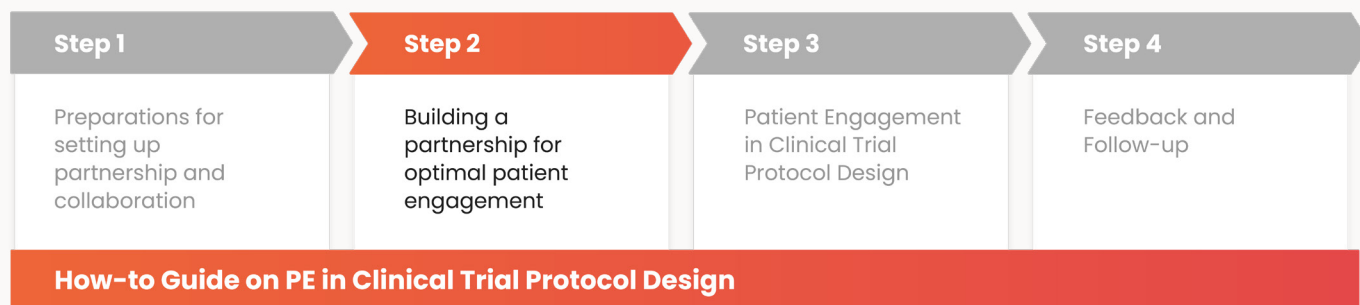 Step 1
Preparations for
setting up
partnership and
collaboration
Step 2
Building a
partnership for
optimal patient
engagement
Step 3
Patient Engagement
in Clinical Trial
Protocol Design
Step 4
Feedback and
Follow-up
How-to Guide on PE in Clinical Trial Protocol Design